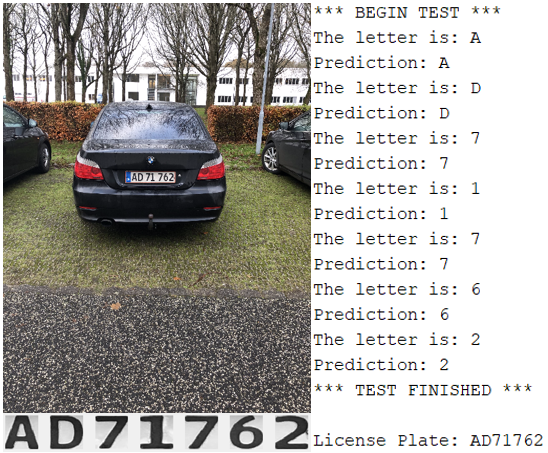 AD 71 762
AD71762
*** BEGIN TEST ***
The letter is: A
Prediction: A
The letter is: D
Prediction: D
The letter is: 7
Prediction: 7
The letter is: 1
Prediction: 1
The letter is: 7
Prediction: 7
The letter is: 6
Prediction: 6
The letter is: 2
Prediction: 2
*** TEST FINISHED ***
License Plate: AD71762